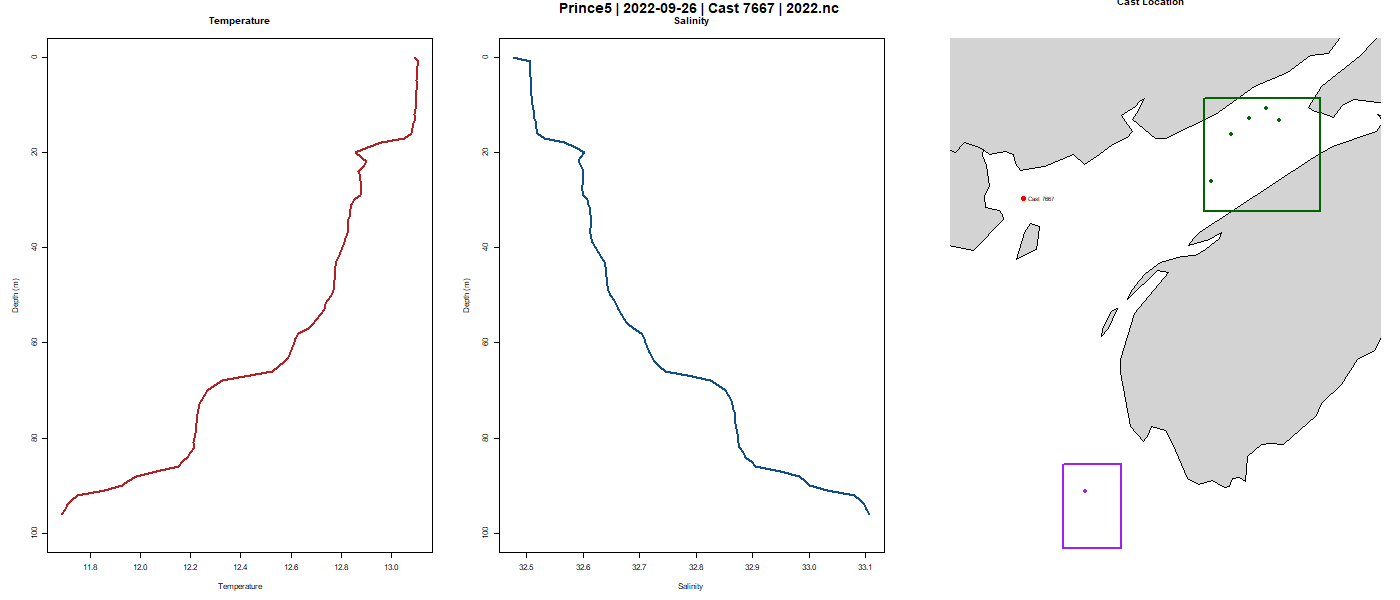 Prince5 | 2022-09-26 | Cast 7667 | 2022.nc
Temperature
0
20
40
60
80
100
Depth (m)
11.8
12.0
12.2
12.4
12.6
12.8
13.0
Temperature
Salinity
0
20
40
60
80
100
Depth (m)
32.5
32.6
32.7
32.8
32.9
33.0
33.1
Salinity
Cast Location
Cast 7667